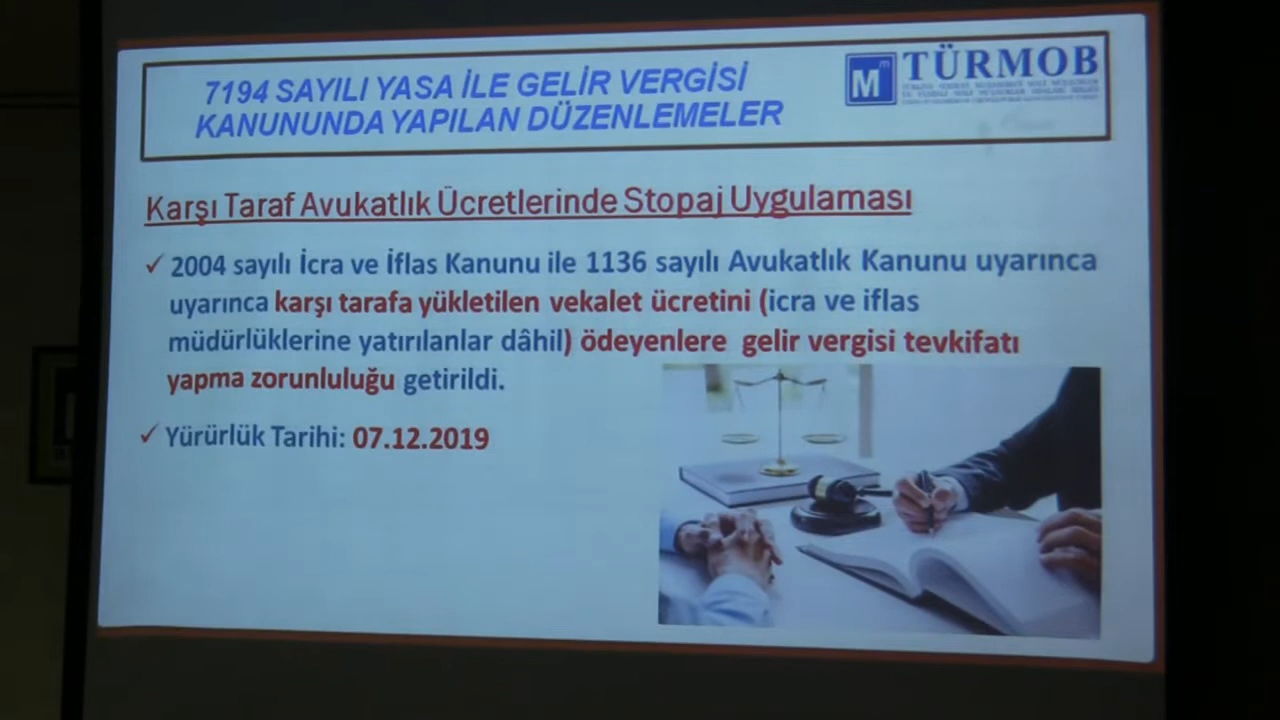 7194 SAYILI YASA İLE GELİR VERGİSİ
KANUNUNDA YAPILAN DÜZENLEMELER
TÜRMOB
Karşı Taraf Avukatlık Ücretlerinde Stopaj Uygulaması
✓ 2004 sayılı İcra ve İflas Kanunu ile 1136 sayılı Avukatlık Kanunu uyarınca
uyarınca karşı tarafa yükletilen vekalet ücretini (icra ve iflas
müdürlüklerine yatırılanlar dâhil) ödeyenlere gelir vergisi tevkifatı
yapma zorunluluğu getirildi.
✓ Yürürlük Tarihi: 07.12.2019